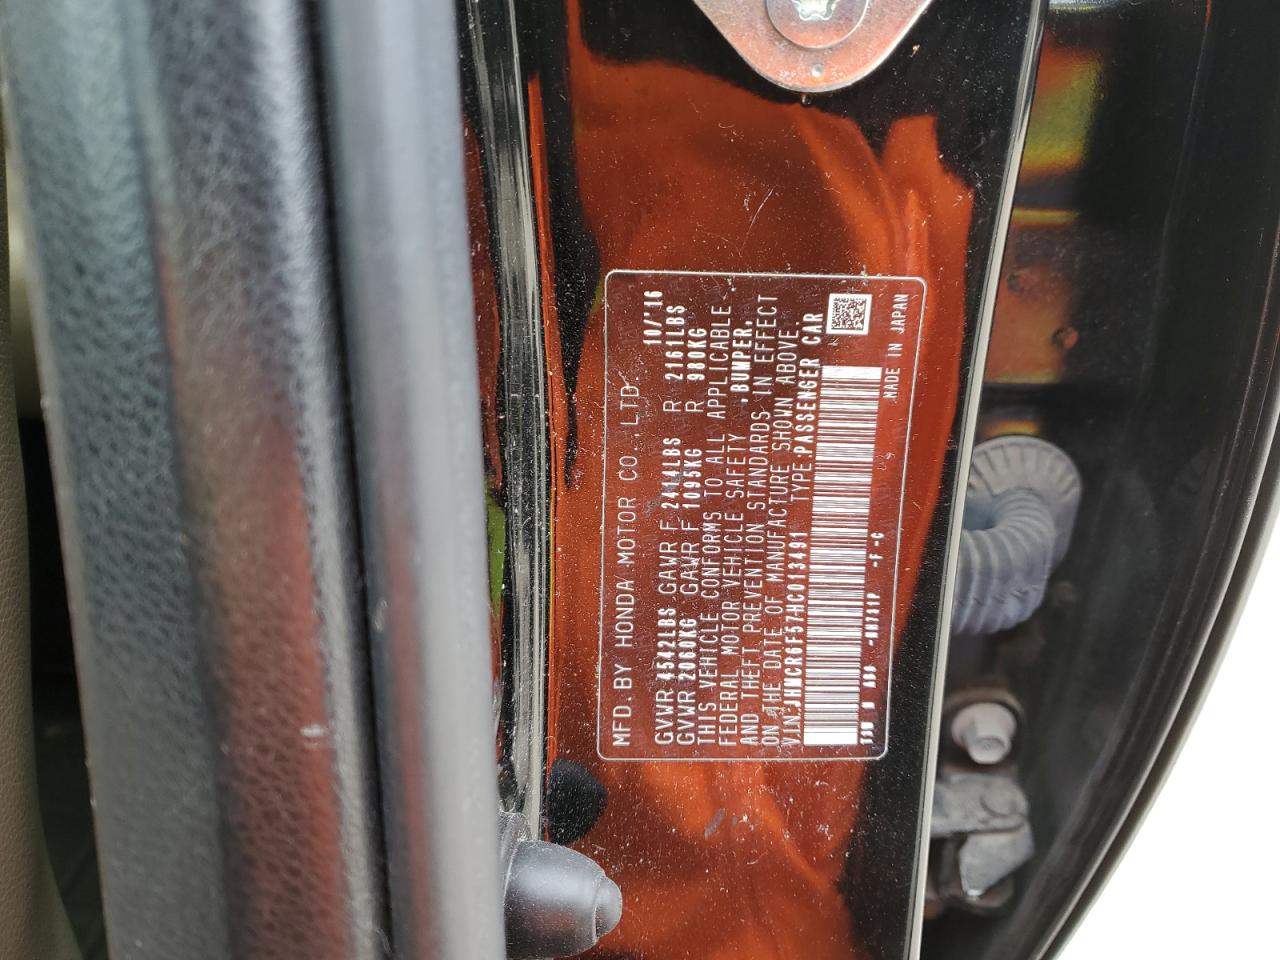 MFD. BY HONDA MOTOR CO., LTD. 10/'16
GVWR 4542LBS GAWR F 2414LBS R 2161LBS
GVWR 2060KG GAWR F 1095KG R 980KG
THIS VEHICLE CONFORMS TO ALL APPLICABLE
FEDERAL MOTOR VEHICLE SAFETY ,BUMPER,
AND THEFT PREVENTION STANDARDS IN EFFECT
ON THE DATE OF MANUFACTURE SHOWN ABOVE.
V.I.N:JHMCR6F57HC013491 TYPE:PASSENGER CAR
-F -C MADE IN JAPAN